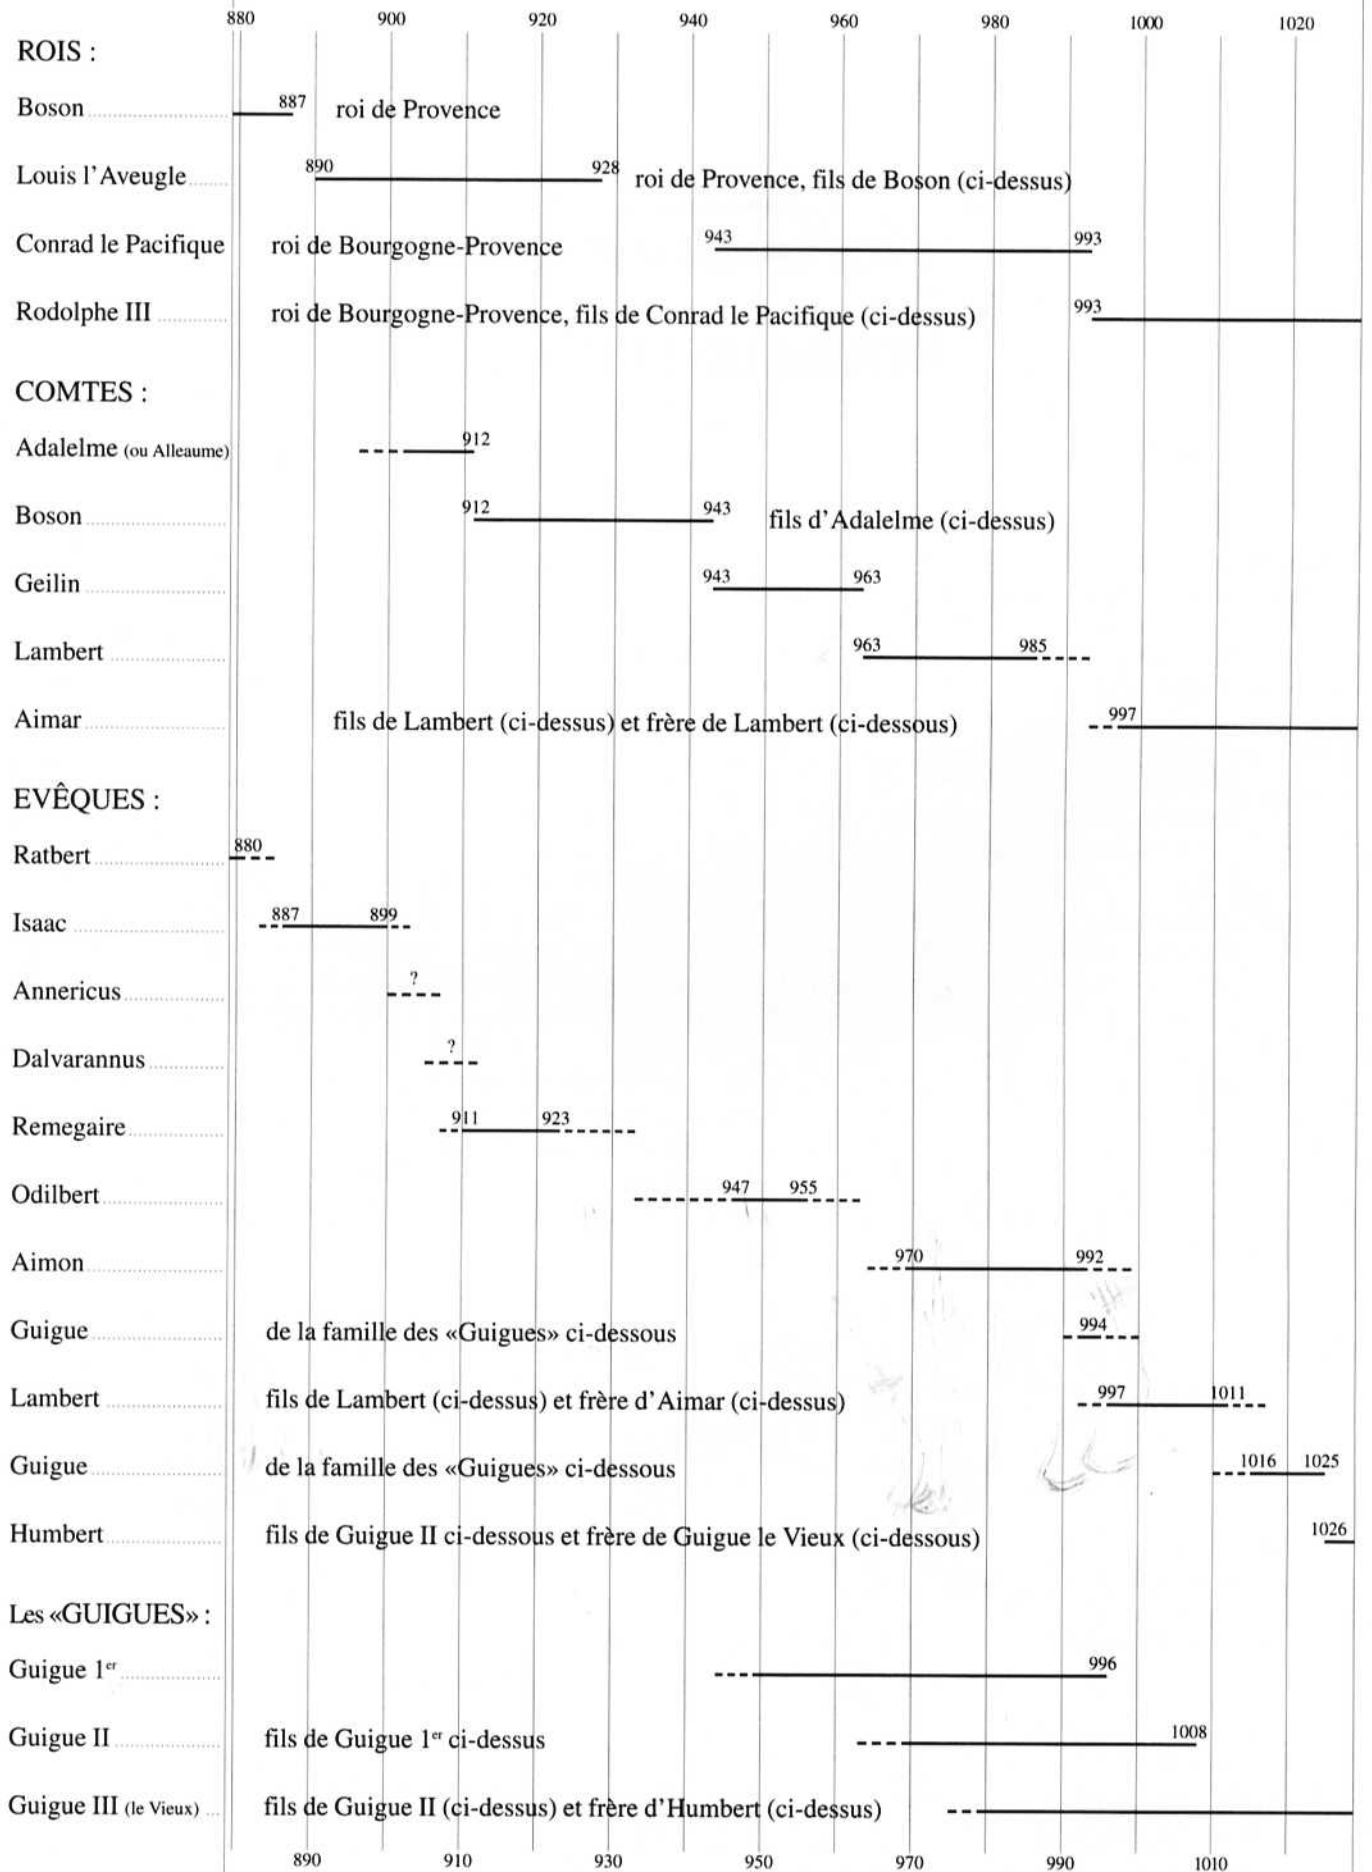 880 900 920 940 960 980 1000 1020
ROIS :
Boson 887 roi de Provence
Louis l'Aveugle 890 928 roi de Provence, fils de Boson (ci-dessus)
Conrad le Pacifique roi de Bourgogne-Provence 943 993
Rodolphe III roi de Bourgogne-Provence, fils de Conrad le Pacifique (ci-dessus) 993
COMTES :
Adalelme (ou Alleaume) 912
Boson 912 943 fils d'Adalelme (ci-dessus)
Geilin 943 963
Lambert 963 985
Aimar fils de Lambert (ci-dessus) et frère de Lambert (ci-dessous) 997
EVÊQUES :
Ratbert 880
Isaac 887 899
Annericus ?
Dalvarannus ?
Remegaire 911 923
Odilbert 947 955
Aimon 970 992
Guigue de la famille des «Guigues» ci-dessous 994
Lambert fils de Lambert (ci-dessus) et frère d'Aimar (ci-dessus) 997 1011
Guigue de la famille des «Guigues» ci-dessous 1016 1025
Humbert fils de Guigue II ci-dessous et frère de Guigue le Vieux (ci-dessous) 1026
Les «GUIGUES» :
Guigue 1er 996
Guigue II fils de Guigue 1er ci-dessus 1008
Guigue III (le Vieux) fils de Guigue II (ci-dessus) et frère d'Humbert (ci-dessus)
890 910 930 950 970 990 1010